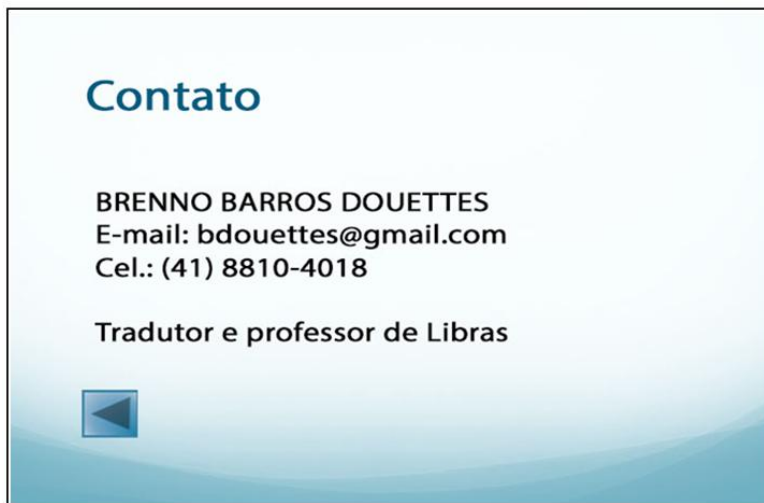 Contato
BRENNO BARROS DOUETTES
E-mail: bdouettes@gmail.com
Cel.: (41) 8810-4018
Tradutor e professor de Libras